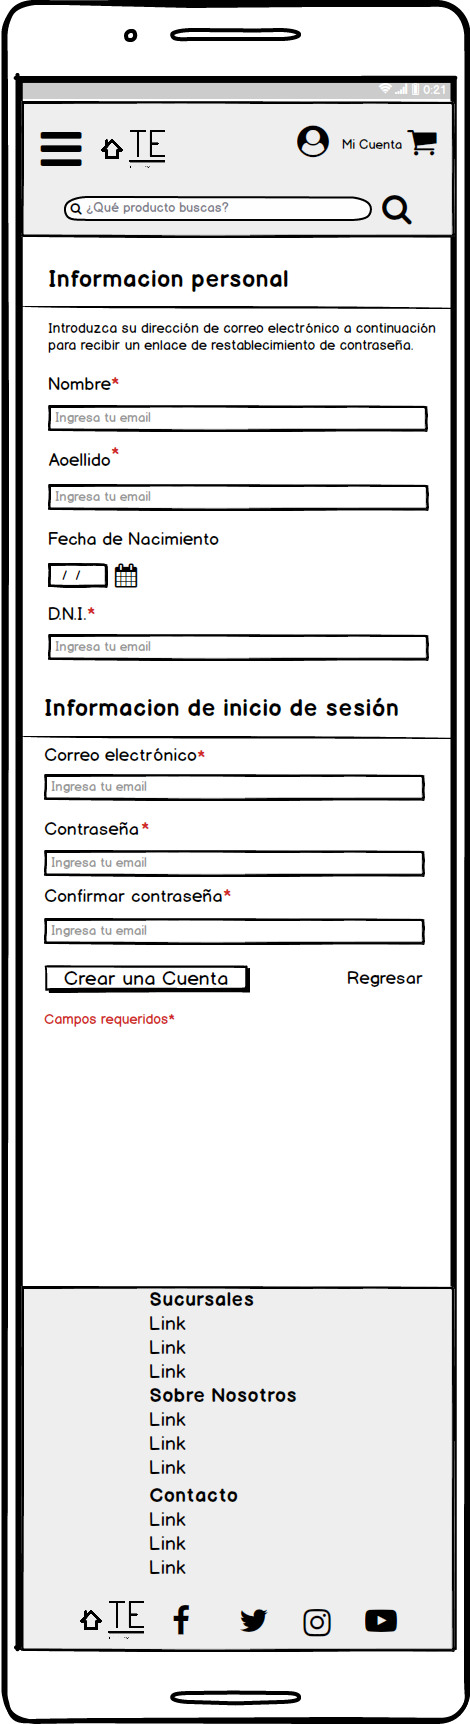 0:21
TE
Mi Cuenta
¿Qué producto buscas?
Informacion personal
Introduzca su dirección de correo electrónico a continuación
para recibir un enlace de restablecimiento de contraseña.
Nombre*
Ingresa tu email
Aoellido*
Ingresa tu email
Fecha de Nacimiento
/ /
D.N.I.*
Ingresa tu email
Informacion de inicio de sesión
Correo electrónico*
Ingresa tu email
Contraseña*
Ingresa tu email
Confirmar contraseña*
Ingresa tu email
Crear una Cuenta Regresar
Campos requeridos*
Sucursales
Link
Link
Link
Sobre Nosotros
Link
Link
Link
Contacto
Link
Link
Link
TE